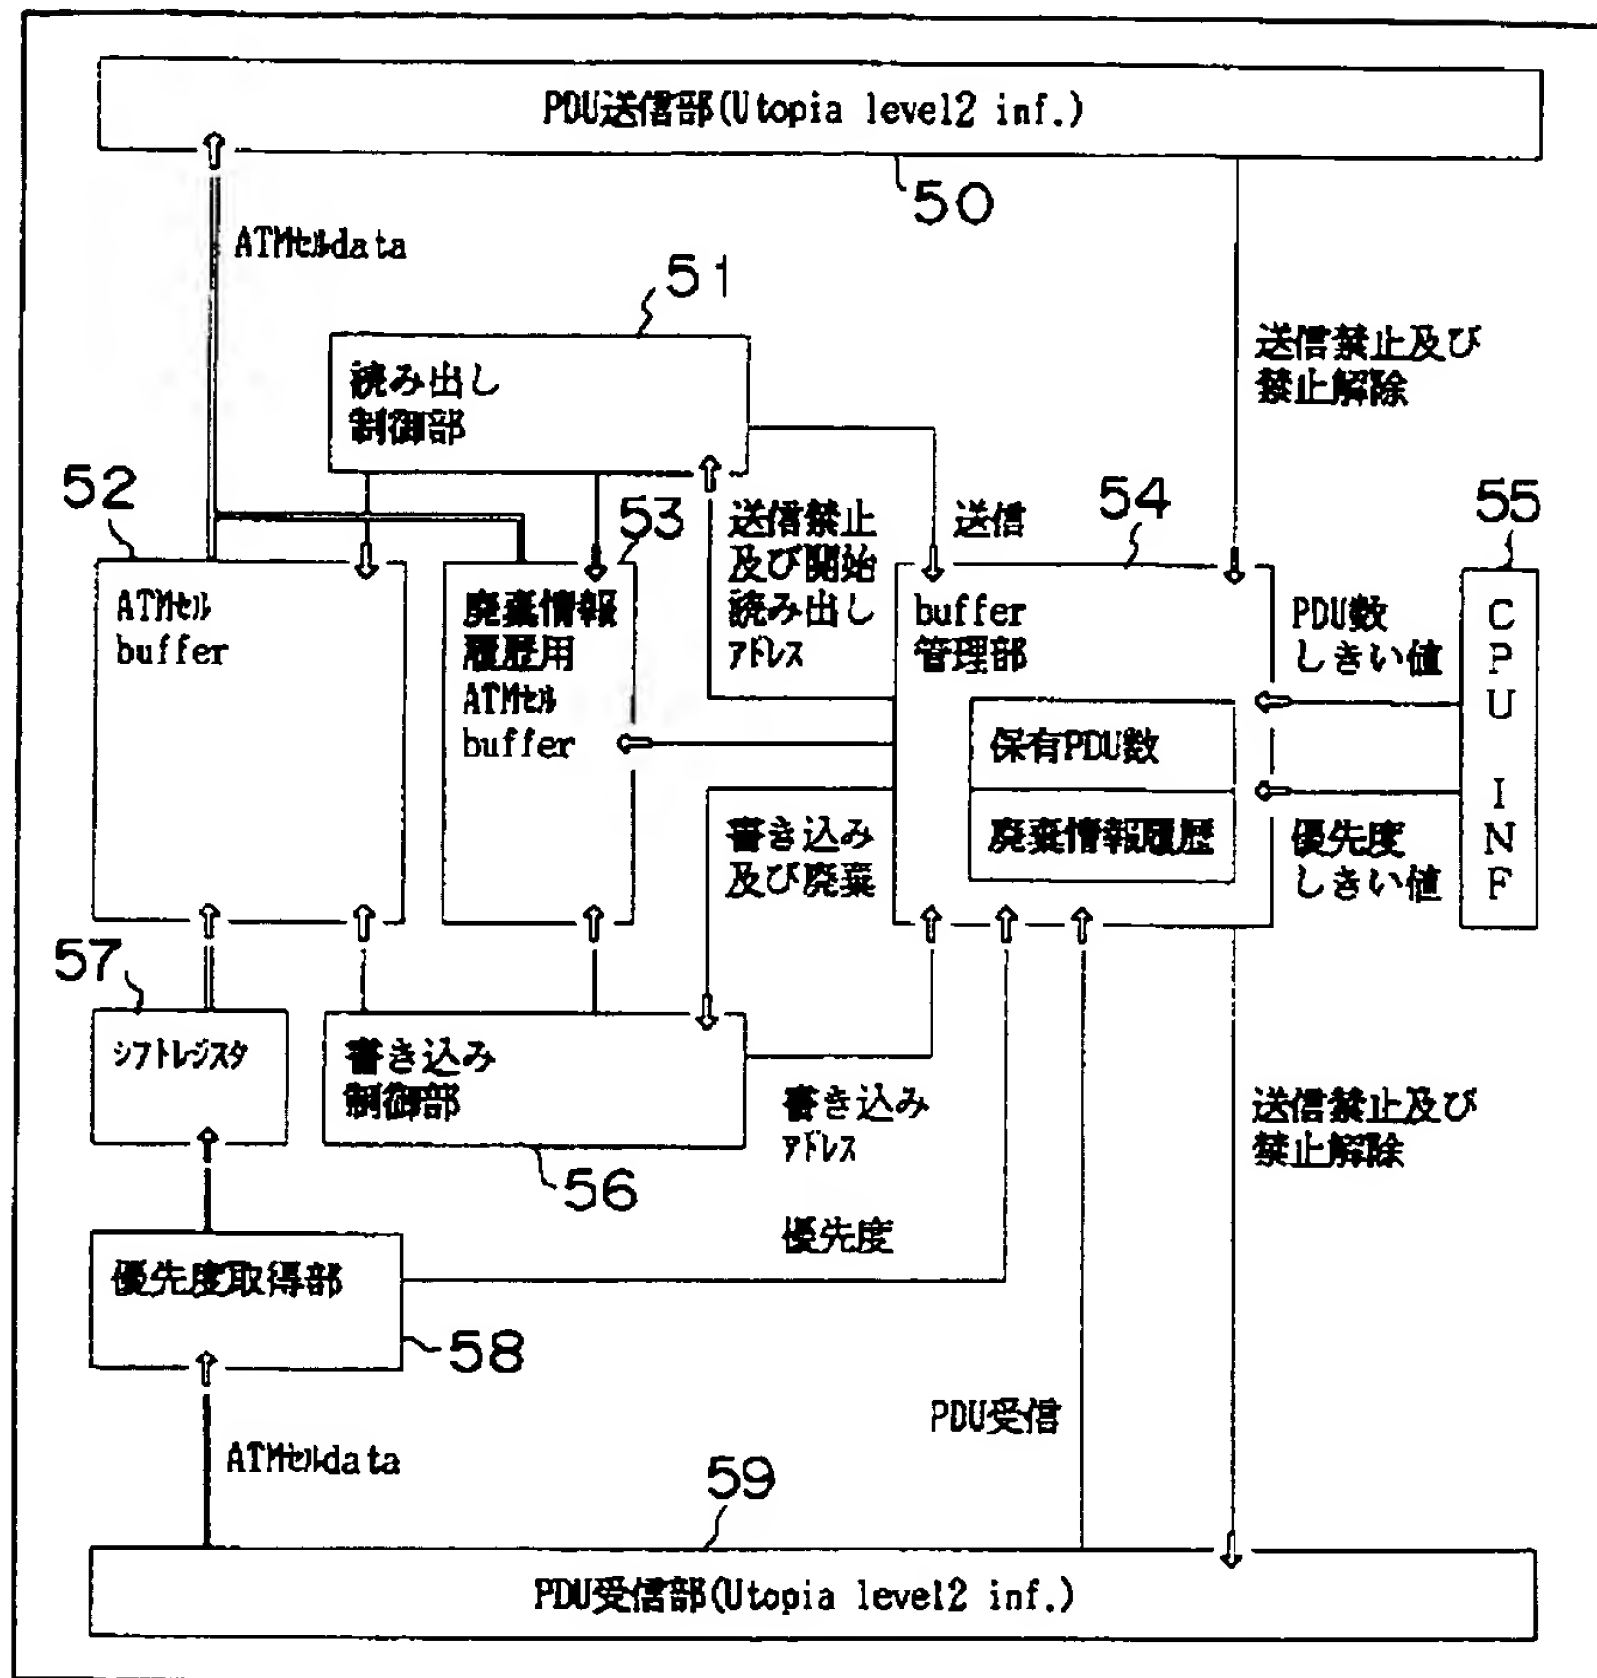 PDU送信部(Utopia level2 inf.)
50
ATMｾﾙdata
51
読み出し
制御部
送信禁止及び
禁止解除
52
53
送信禁止
及び開始
読み出し
ｱﾄﾞﾚｽ
送信
54
55
ATMｾﾙ
buffer
廃棄情報
履歴用
ATMｾﾙ
buffer
buffer
管理部
保有PDU数
廃棄情報履歴
PDU数
しきい値
優先度
しきい値
CPU INF
書き込み
及び廃棄
57
ｼﾌﾄﾚｼﾞｽﾀ
書き込み
制御部
56
書き込み
ｱﾄﾞﾚｽ
送信禁止及び
禁止解除
優先度
優先度取得部
58
PDU受信
ATMｾﾙdata
59
PDU受信部(Utopia level2 inf.)